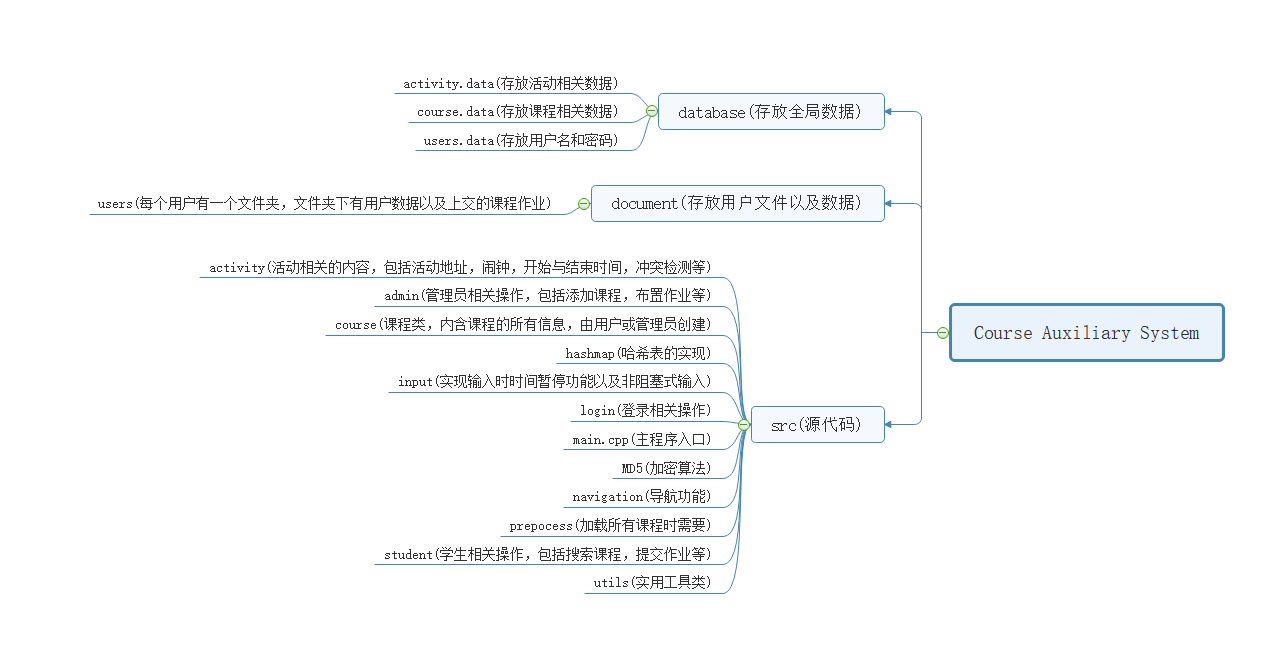 activity.data(存放活动相关数据)
course.data(存放课程相关数据)
users.data(存放用户名和密码)
database(存放全局数据)
users(每个用户有一个文件夹，文件夹下有用户数据以及上交的课程作业)
document(存放用户文件以及数据)
activity(活动相关的内容，包括活动地址，闹钟，开始与结束时间，冲突检测等)
admin(管理员相关操作，包括添加课程，布置作业等)
course(课程类，内含课程的所有信息，由用户或管理员创建)
hashmap(哈希表的实现)
input(实现输入时时间暂停功能以及非阻塞式输入)
login(登录相关操作)
main.cpp(主程序入口)
MD5(加密算法)
navigation(导航功能)
prepocess(加载所有课程时需要)
student(学生相关操作，包括搜索课程，提交作业等)
utils(实用工具类)
src(源代码)
Course Auxiliary System